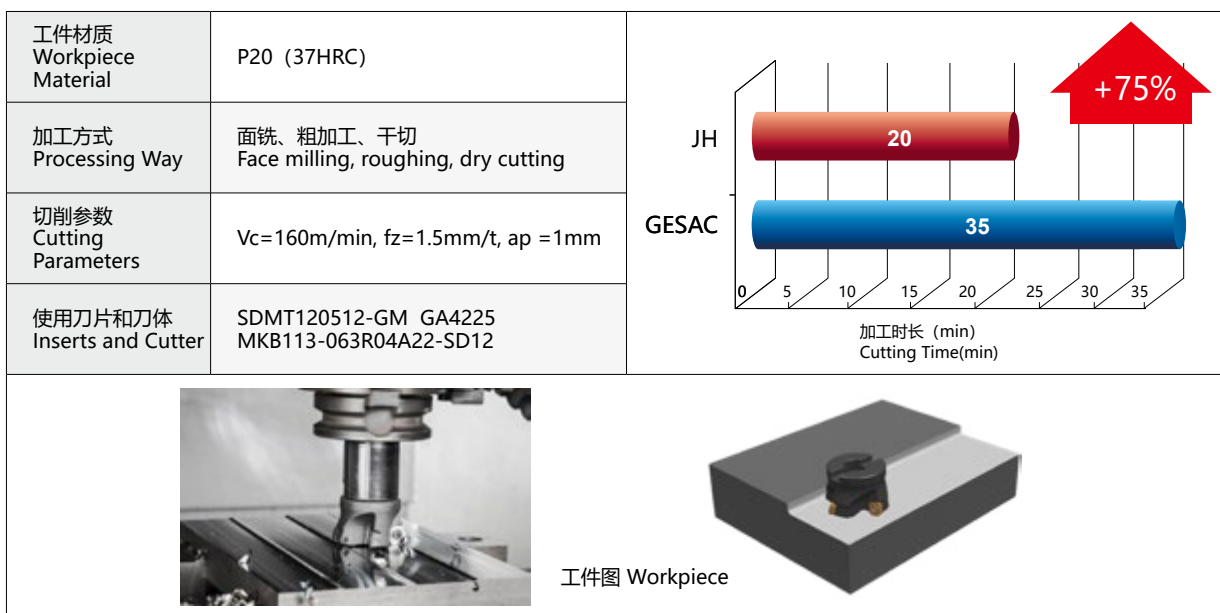 工件材质
Workpiece
Material
P20（37HRC）
加工方式
Processing Way
面铣、粗加工、干切
Face milling, roughing, dry cutting
切削参数
Cutting
Parameters
Vc=160m/min, fz=1.5mm/t, ap =1mm
使用刀片和刀体
Inserts and Cutter
SDMT120512-GM GA4225
MKB113-063R04A22-SD12
+75%
JH
20
GESAC
35
0 5 10 15 20 25 30 35
加工时长（min）
Cutting Time(min)
工件图 Workpiece